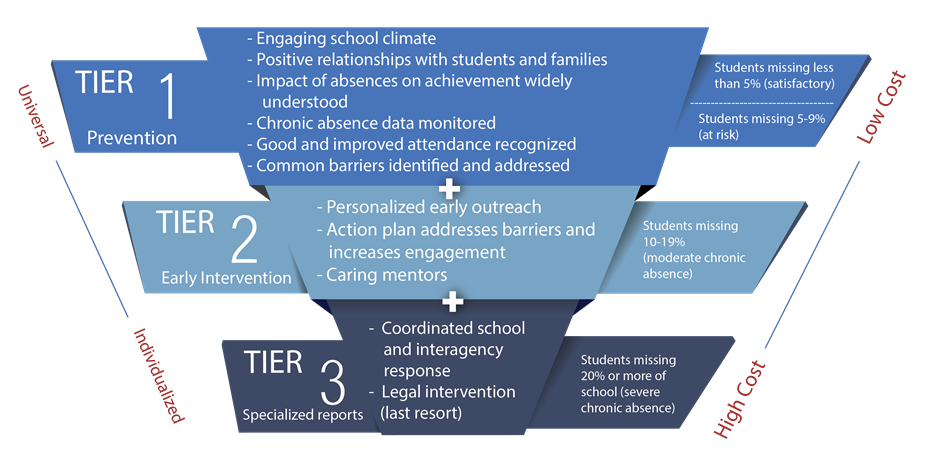 Universal
Individualized
TIER 1
Prevention
- Engaging school climate
- Positive relationships with students and families
- Impact of absences on achievement widely
understood
- Chronic absence data monitored
- Good and improved attendance recognized
- Common barriers identified and addressed
Students missing less
than 5% (satisfactory)
Students missing 5-9%
(at risk)
+
TIER 2
Early Intervention
- Personalized early outreach
- Action plan addresses barriers and
increases engagement
- Caring mentors
Students missing
10-19%
(moderate chronic
absence)
+
TIER 3
Specialized reports
- Coordinated school
and interagency
response
- Legal intervention
(last resort)
Students missing
20% or more of
school (severe
chronic absence)
Low Cost
High Cost